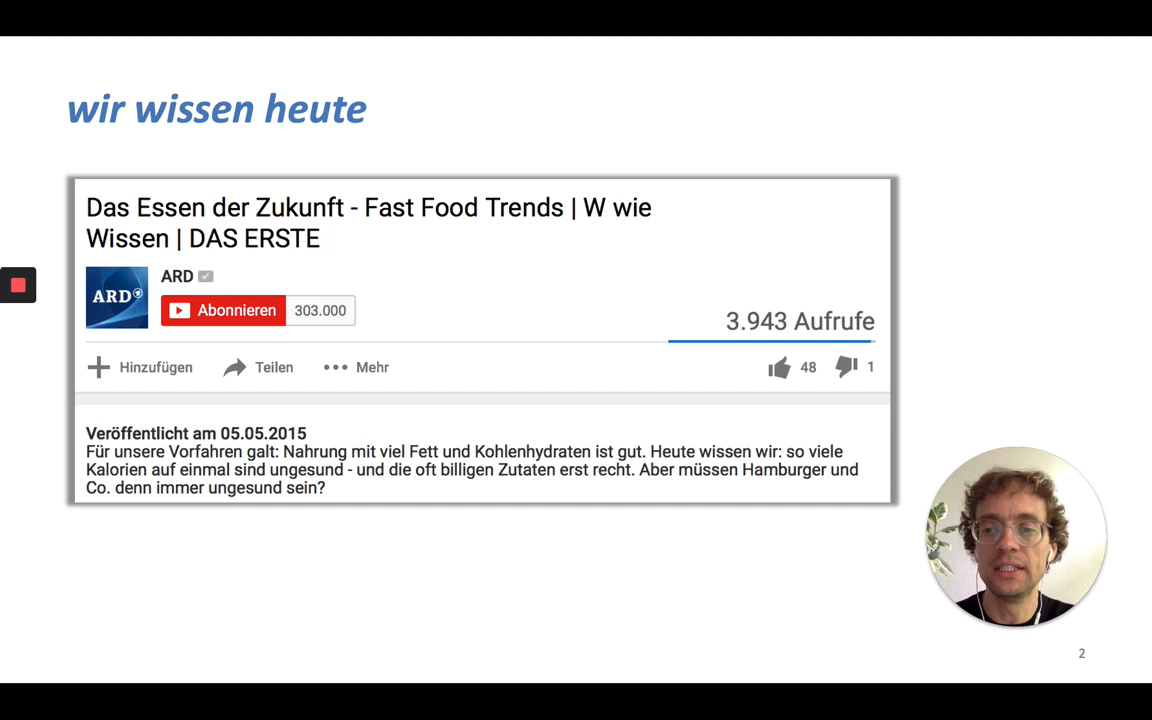 wir wissen heute
Das Essen der Zukunft - Fast Food Trends | W wie
Wissen | DAS ERSTE
ARD
ARD
Abonnieren 303.000
3.943 Aufrufe
Hinzufügen Teilen Mehr 48 1
Veröffentlicht am 05.05.2015
Für unsere Vorfahren galt: Nahrung mit viel Fett und Kohlenhydraten ist gut. Heute wissen wir: so viele
Kalorien auf einmal sind ungesund - und die oft billigen Zutaten erst recht. Aber müssen Hamburger und
Co. denn immer ungesund sein?
2